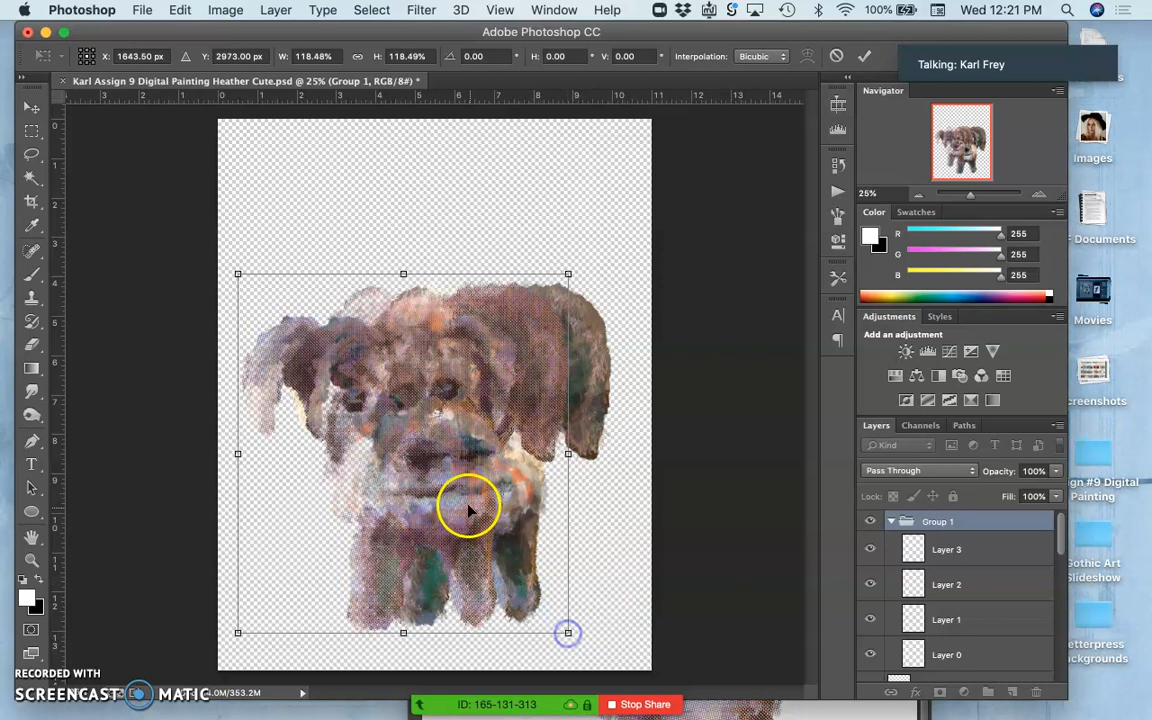 Photoshop File Edit Image Layer Type Select Filter 3D View Window Help 100% Wed 12:21 PM
Adobe Photoshop CC
X: 1643.50 px Y: 2973.00 px W: 118.48% H: 118.49% 0.00 ° H: 0.00 ° V: 0.00 ° Interpolation: Bicubic
Talking: Karl Frey
Karl Assign 9 Digital Painting Heather Cute.psd @ 25% (Group 1, RGB/8#) *
Navigator
25%
Color Swatches
R 255
G 255
B 255
Adjustments Styles
Add an adjustment
Layers Channels Paths
Kind
Pass Through Opacity: 100%
Lock: Fill: 100%
Group 1
Layer 3
Layer 2
Layer 1
Layer 0
Images
F Documents
Movies
creenshots
ign #9 Digital
Painting
Gothic Art
Slideshow
etterpress
ackgrounds
RECORDED WITH
SCREENCAST MATIC
.0M/353.2M
ID: 165-131-313 Stop Share